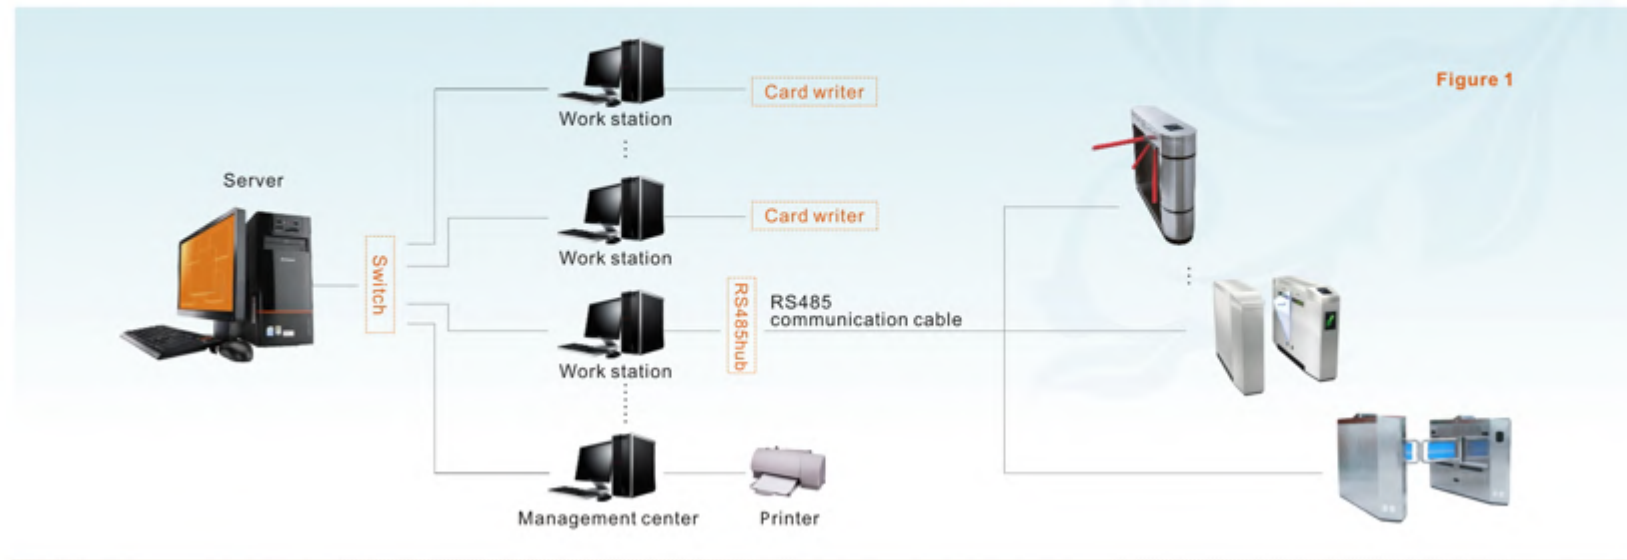 Figure 1
Card writer
Work station
Server
Card writer
Work station
Switch
RS485hub
RS485
communication cable
Work station
Management center
Printer